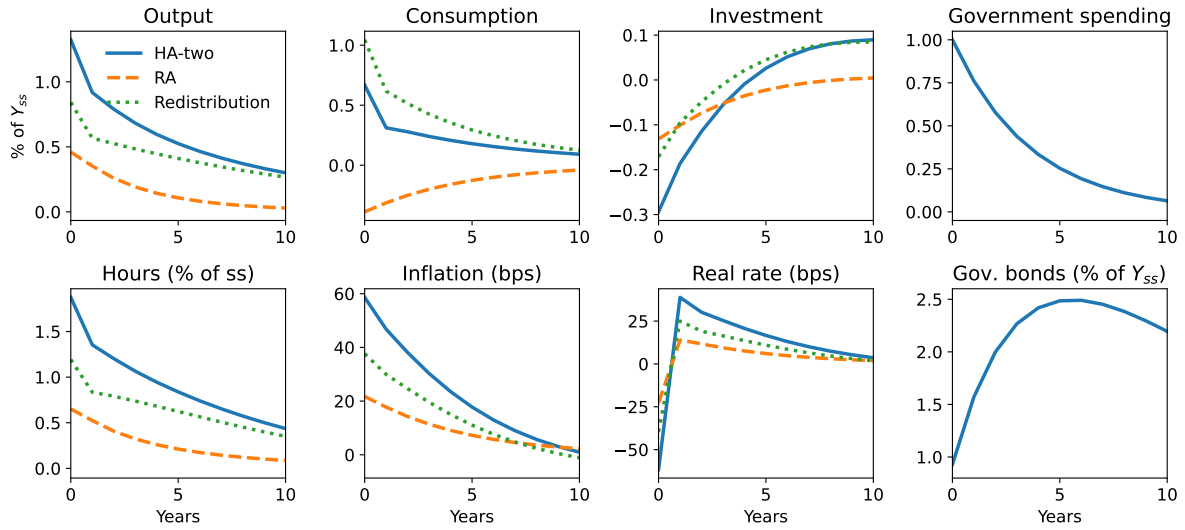 Output
Consumption
Investment
Government spending
HA-two
RA
Redistribution
% of Y_ss
1.0
0.5
0.0
0 5 10
1.0
0.5
0.0
0 5 10
0.1
0.0
−0.1
−0.2
−0.3
0 5 10
1.00
0.75
0.50
0.25
0.00
0 5 10
Hours (% of ss)
Inflation (bps)
Real rate (bps)
Gov. bonds (% of Y_ss)
1.5
1.0
0.5
0.0
0 5 10
Years
60
40
20
0
0 5 10
Years
25
0
−25
−50
0 5 10
Years
2.5
2.0
1.5
1.0
0 5 10
Years